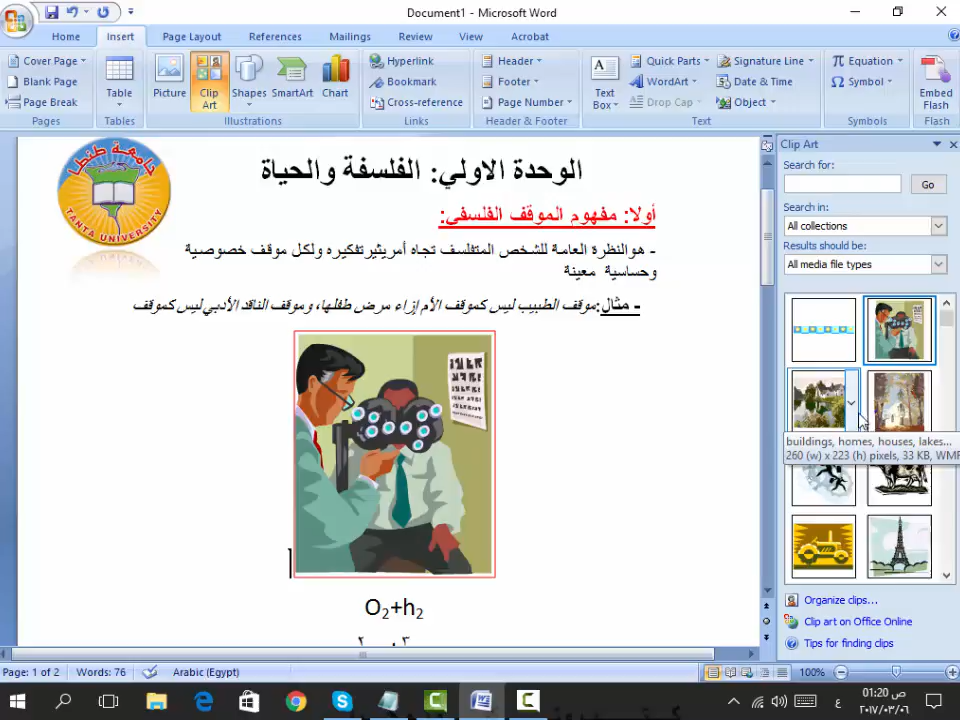 Document1 - Microsoft Word
Home Insert Page Layout References Mailings Review View Acrobat
Cover Page
Blank Page
Page Break
Pages
Table
Tables
Picture
Clip Art
Shapes
SmartArt
Chart
Illustrations
Hyperlink
Bookmark
Cross-reference
Links
Header
Footer
Page Number
Header & Footer
Text Box
Quick Parts
WordArt
Drop Cap
Signature Line
Date & Time
Object
Text
Equation
Symbol
Symbols
Embed Flash
Flash
جامعة طنطا
TANTA UNIVERSITY
الوحدة الاولي: الفلسفة والحياة
أولا: مفهوم الموقف الفلسفي:
- هوالنظرة العامة للشخص المتفلسف تجاه أمريثيرتفكيره ولكل موقف خصوصية
وحساسية معينة
- مثال:موقف الطبيب ليس كموقف الأم إزاء مرض طفلها، وموقف الناقد الأدبي ليس كموقف
O2+h2
Clip Art
Search for:
Go
Search in:
All collections
Results should be:
All media file types
buildings, homes, houses, lakes...
260 (w) x 223 (h) pixels, 33 KB, WMF
Organize clips...
Clip art on Office Online
Tips for finding clips
Page: 1 of 2 Words: 76 Arabic (Egypt) 100%
ع
01:20 ص
٢٠١٧/٠٣/٠٦